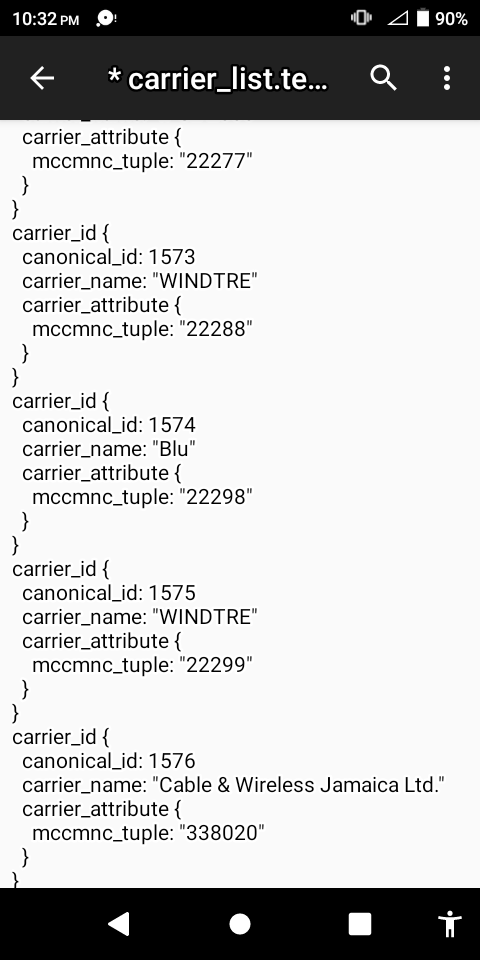 10:32 PM 90%
* carrier_list.te...
carrier_attribute {
mccmnc_tuple: "22277"
}
}
carrier_id {
canonical_id: 1573
carrier_name: "WINDTRE"
carrier_attribute {
mccmnc_tuple: "22288"
}
}
carrier_id {
canonical_id: 1574
carrier_name: "Blu"
carrier_attribute {
mccmnc_tuple: "22298"
}
}
carrier_id {
canonical_id: 1575
carrier_name: "WINDTRE"
carrier_attribute {
mccmnc_tuple: "22299"
}
}
carrier_id {
canonical_id: 1576
carrier_name: "Cable & Wireless Jamaica Ltd."
carrier_attribute {
mccmnc_tuple: "338020"
}
}